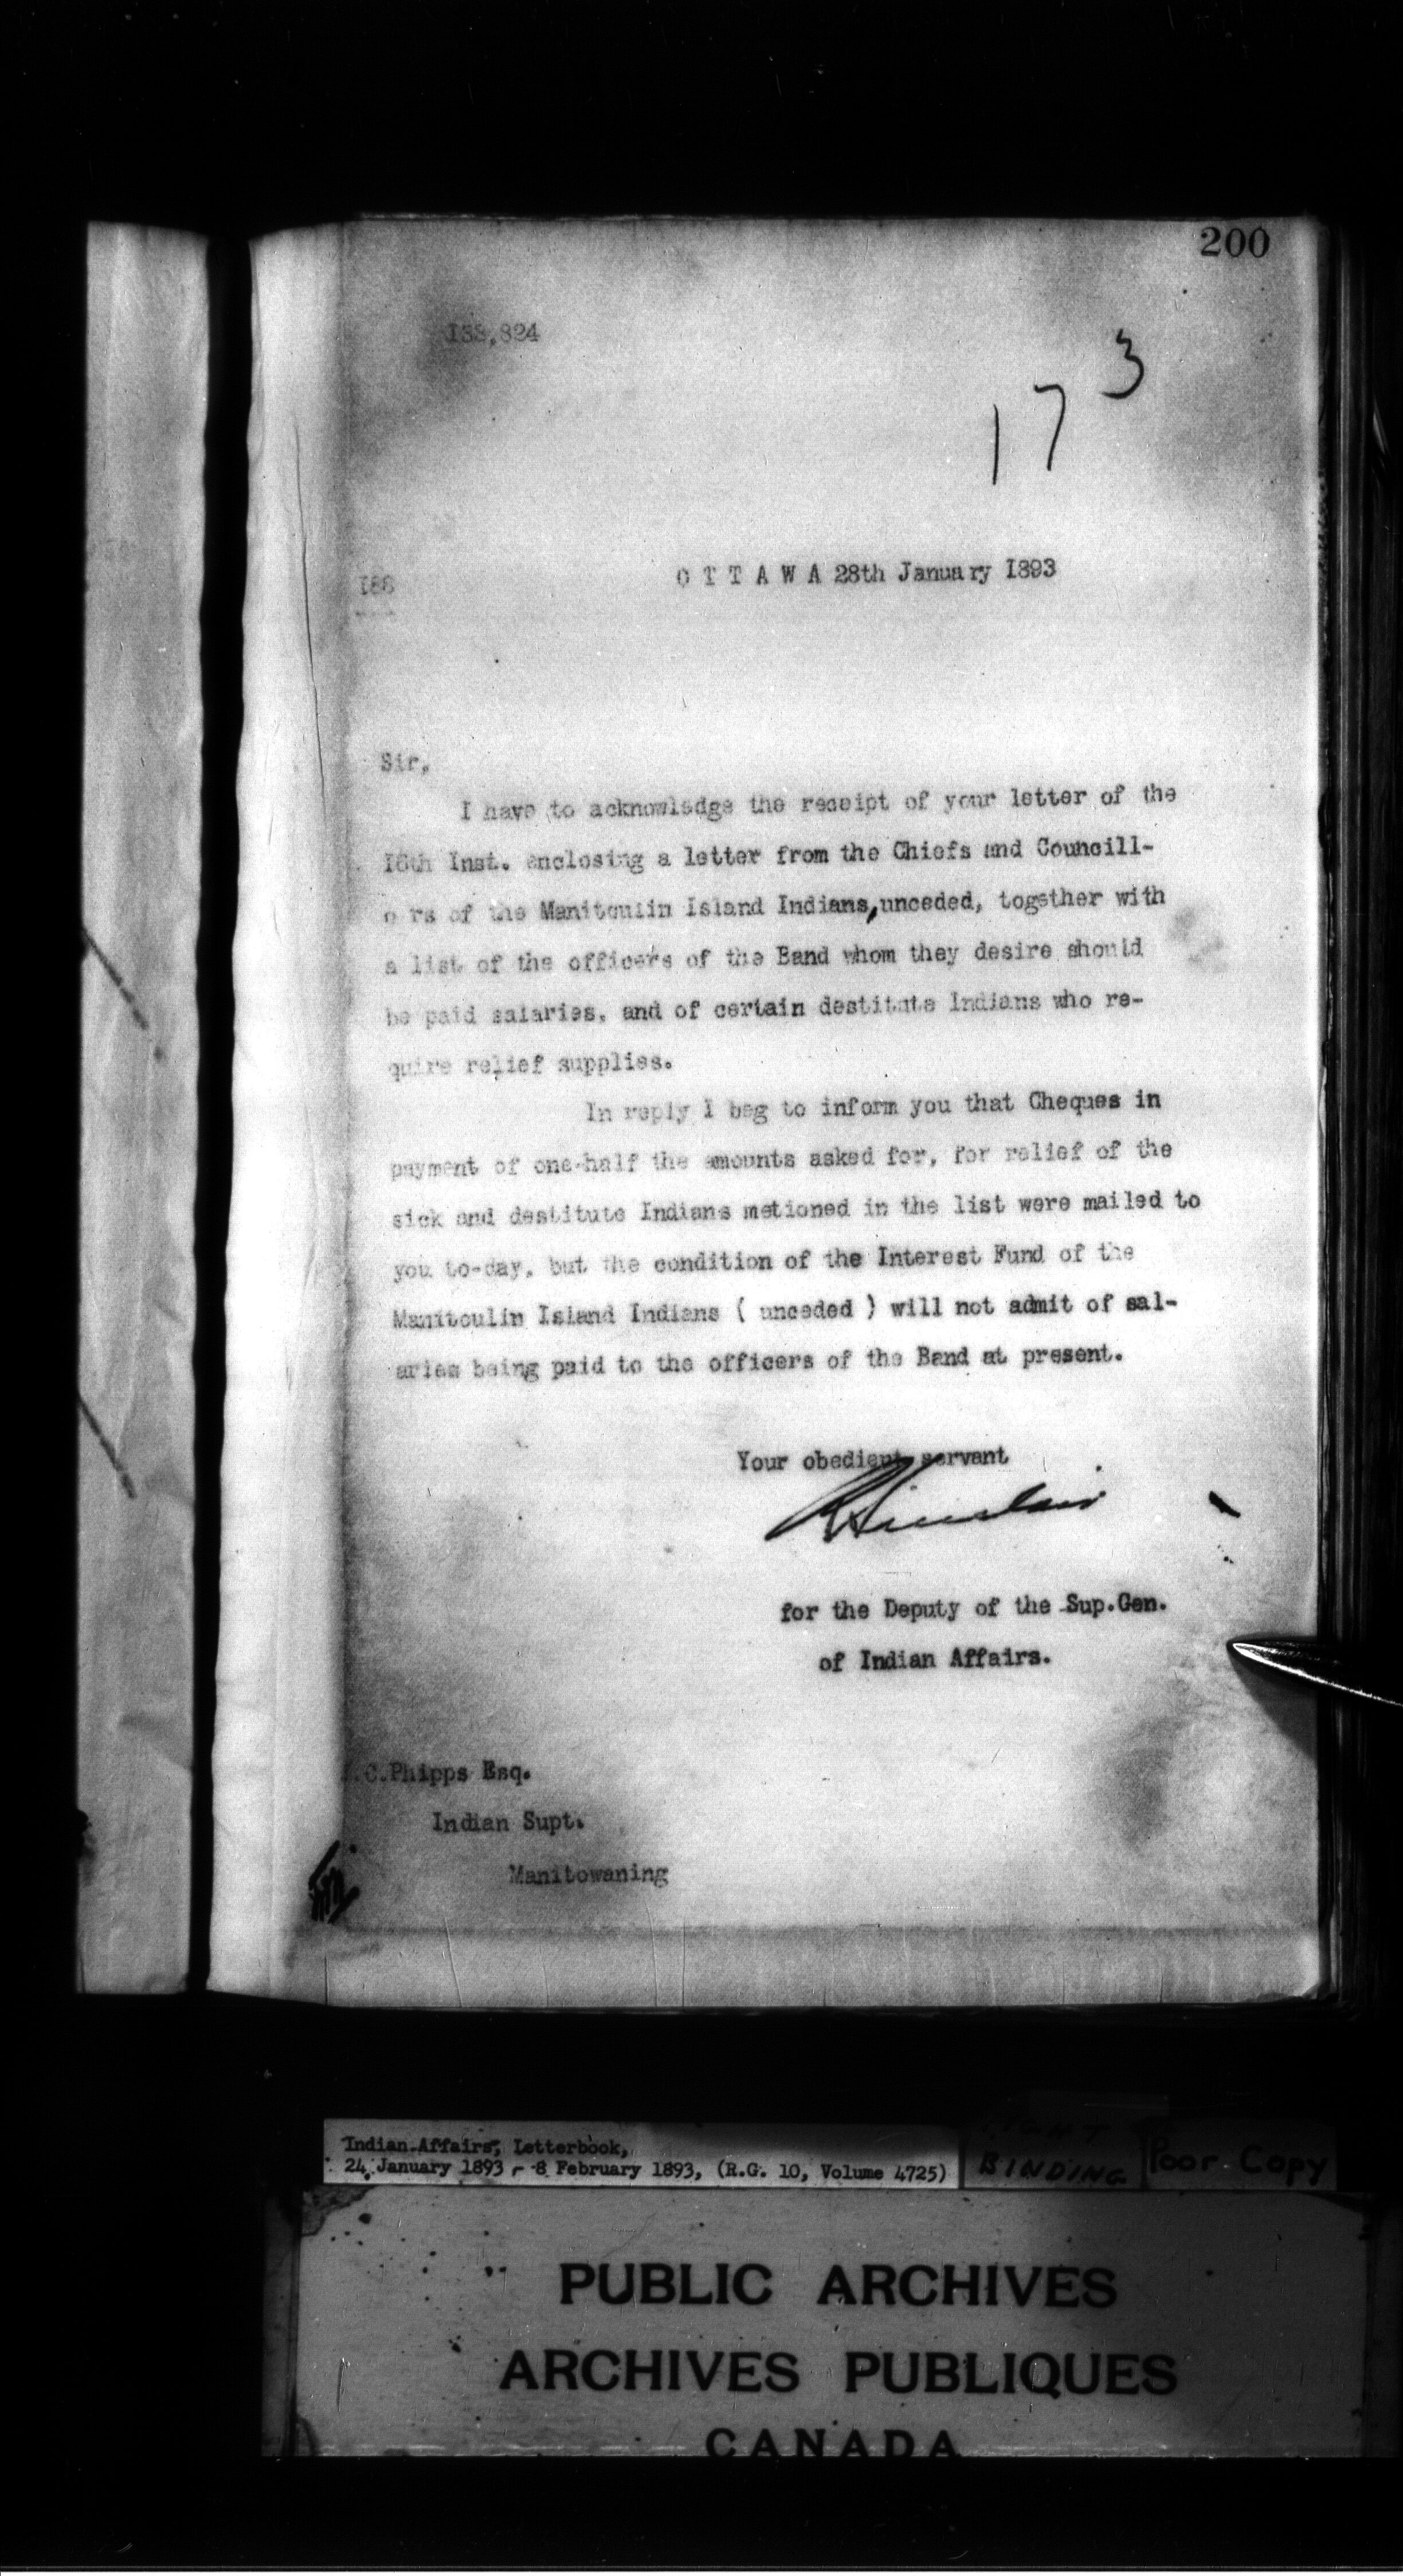 200
138,824
173
188
O T T A W A 28th January I893
Sir,
I have to acknowledge the receipt of your letter of the
I6th Inst. enclosing a letter from the Chiefs and Councill-
o rs of the Manitoulin Island Indians, unceded, together with
a list of the officers of the Band whom they desire should
be paid salaries, and of certain destitute Indians who re-
quire relief supplies.
In reply I beg to inform you that Cheques in
payment of one-half the amounts asked for, for relief of the
sick and destitute Indians metioned in the list were mailed to
you to-day, but the condition of the Interest Fund of the
Manitoulin Island Indians ( unceded ) will not admit of sal-
aries being paid to the officers of the Band at present.
Your obedient servant
for the Deputy of the Sup.Gen.
of Indian Affairs.
.C.Phipps Esq.
Indian Supt.
Manitowaning
Indian Affairs, Letterbook,
24 January 1893 - 8 February 1893, (R.G. 10, Volume 4725)
BINDING
Poor Copy
PUBLIC ARCHIVES
ARCHIVES PUBLIQUES
CANADA